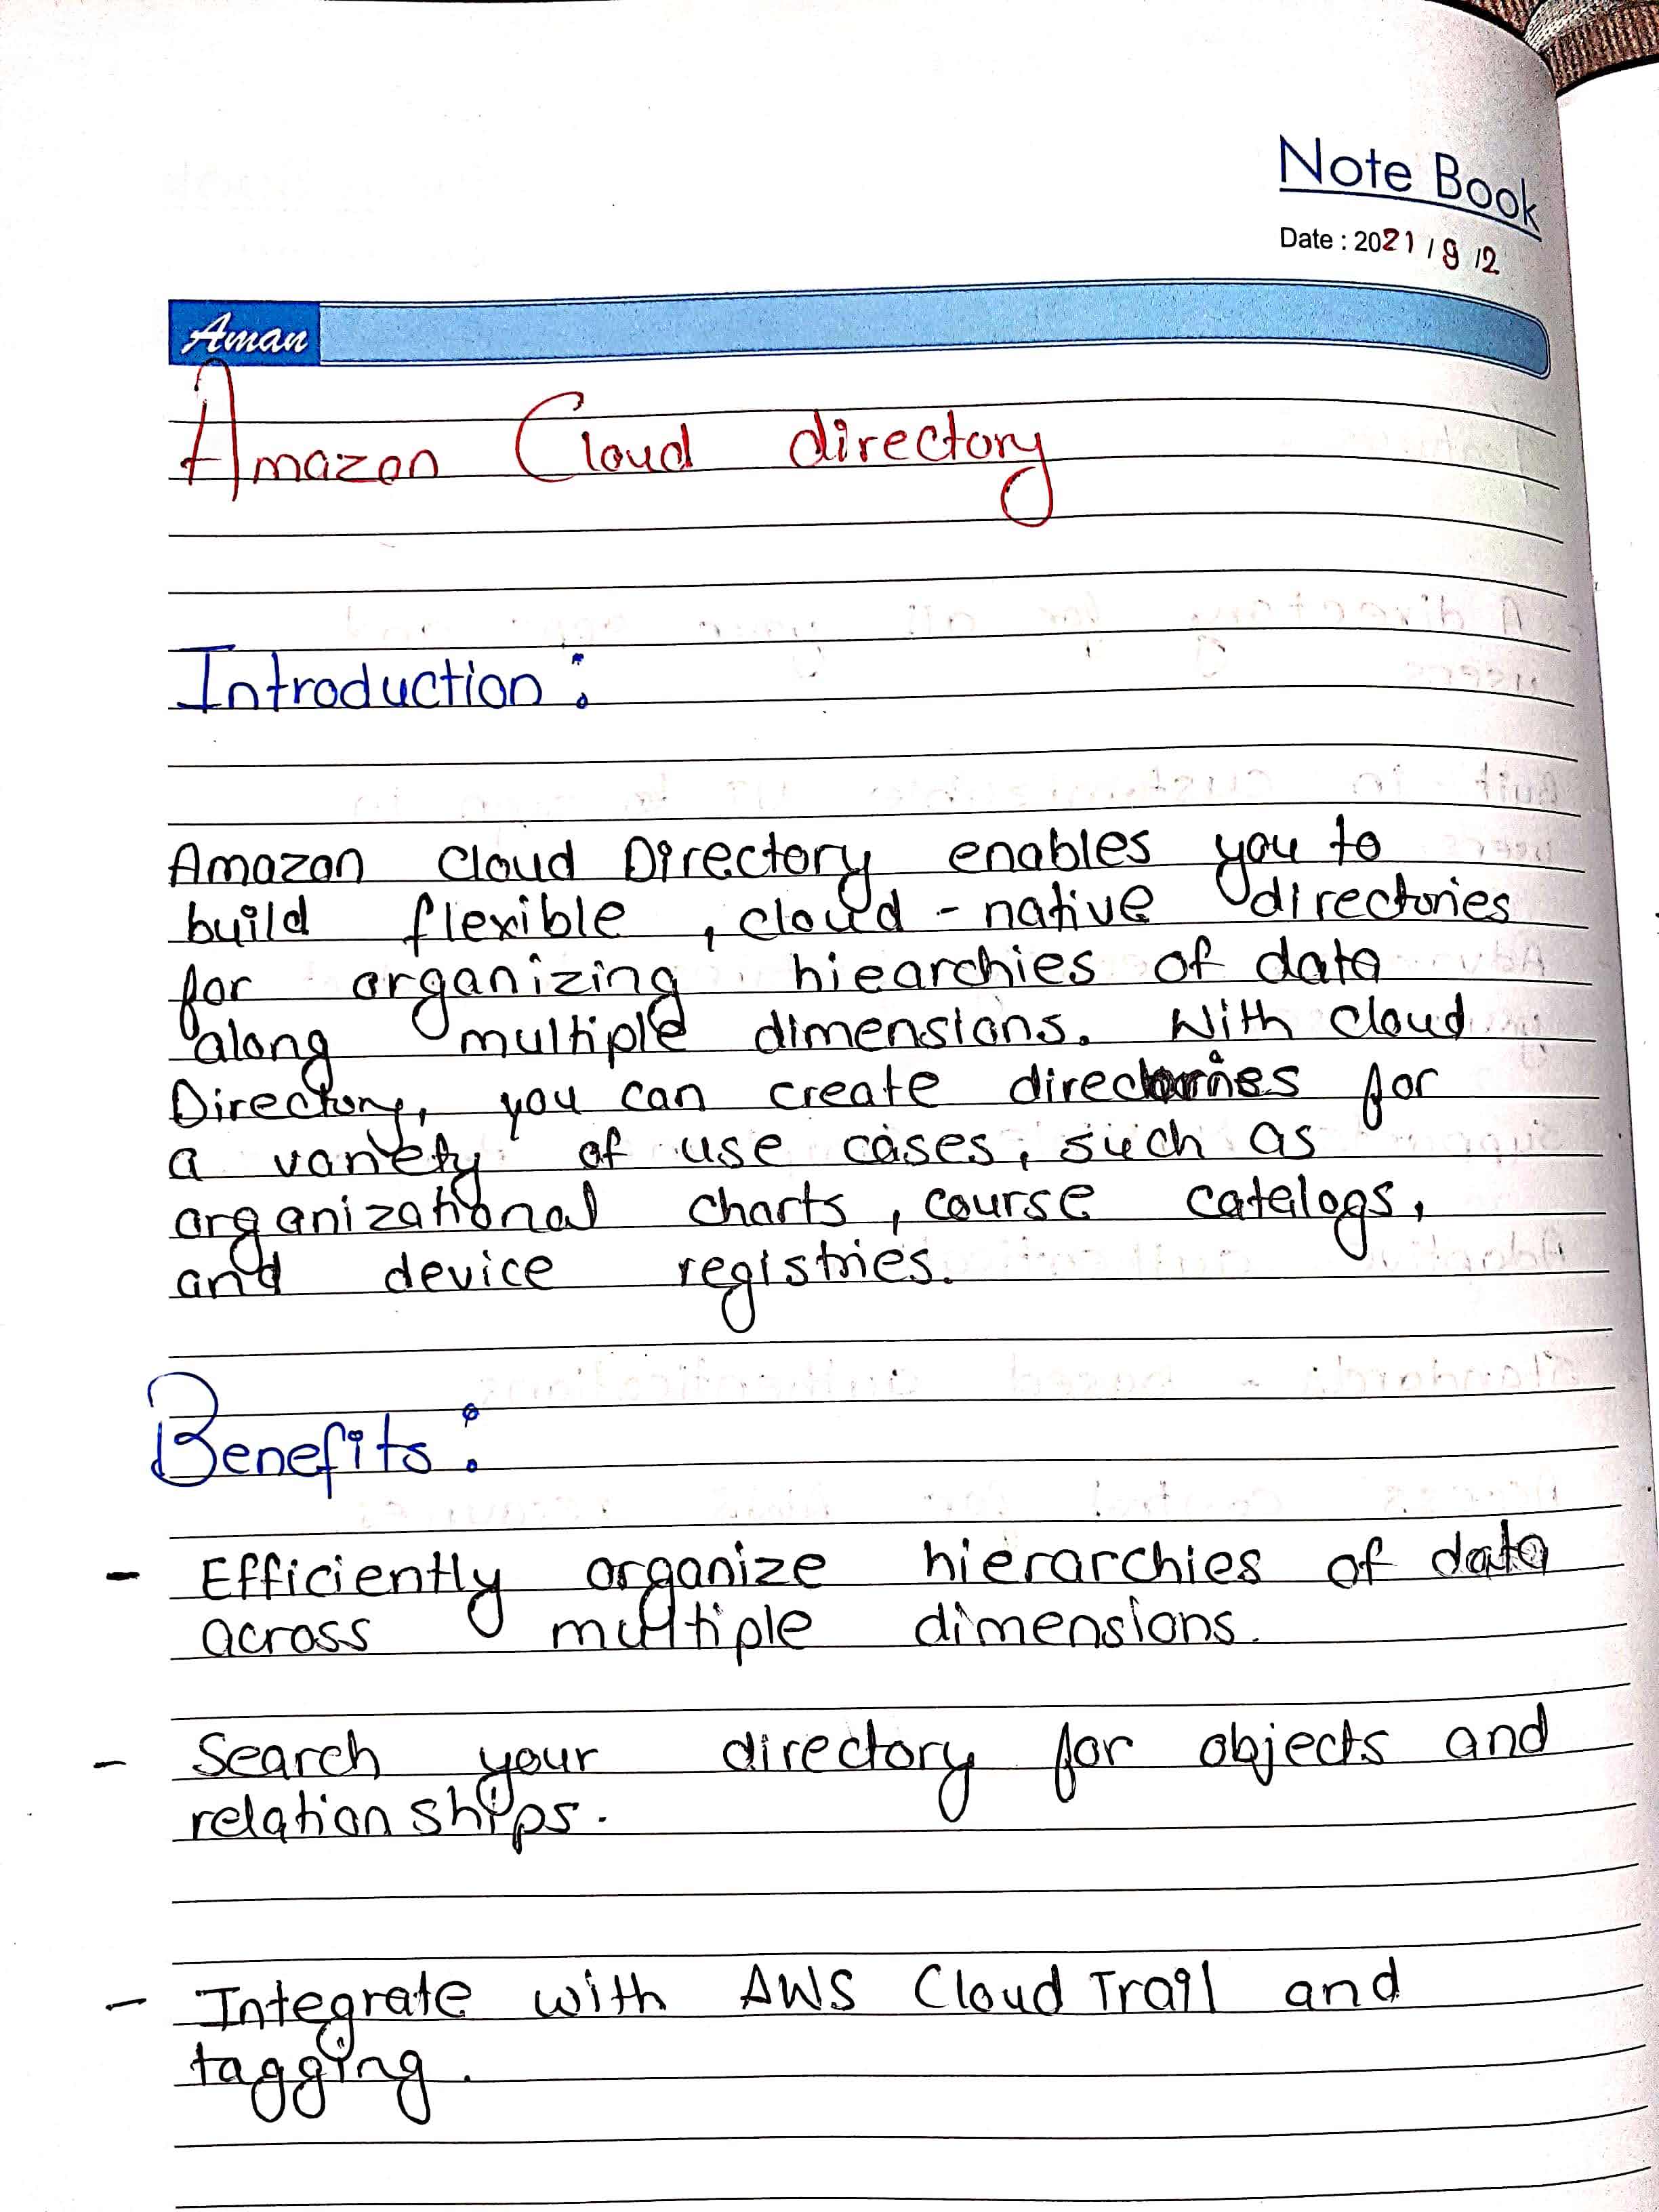 Note Book
Date : 2021 / 9 / 2
Aman
Amazon Cloud directory
Introduction :
Amazon cloud Directory enables you to
build flexible , cloud - native directories
for organizing hiearchies of data
along multiple dimensions. With cloud
Directory, you can create directories for
a variety of use cases, such as
organizational charts , course catelogs,
and device registries.
Benefits :
- Efficiently organize hierarchies of data
across multiple dimensions.
- Search your directory for objects and
relationships.
- Integrate with AWS Cloud Trail and
tagging.